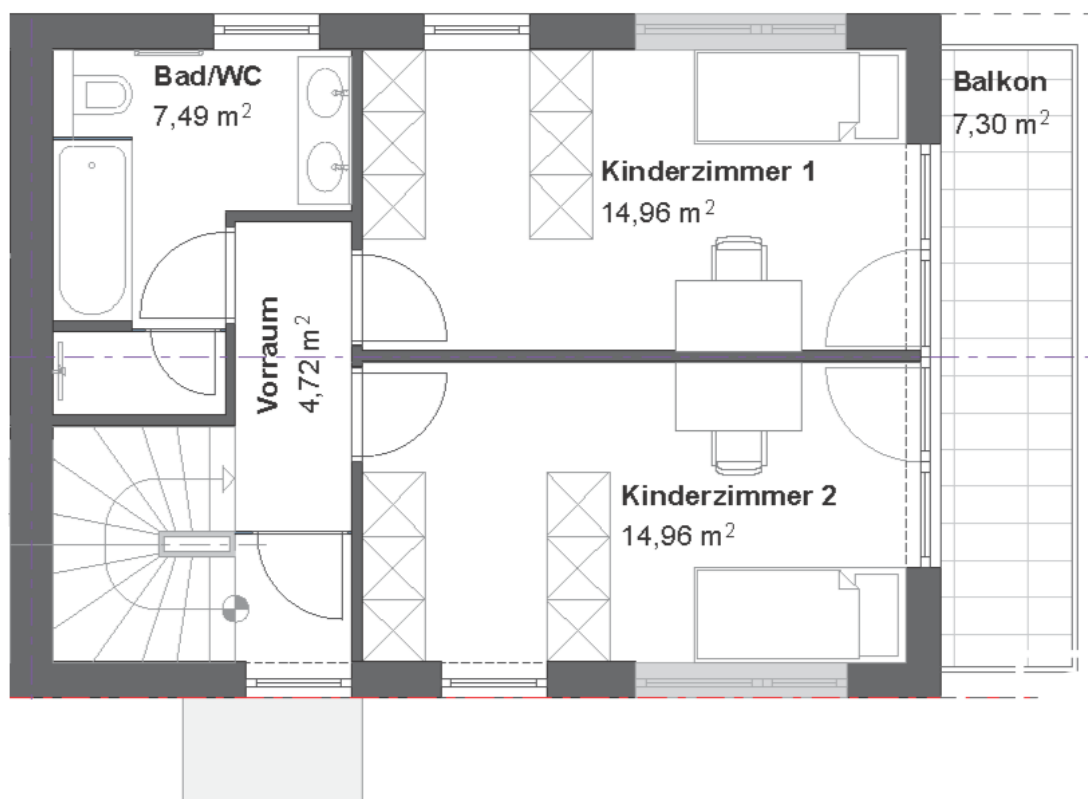 Bad/WC
7,49 m²
Balkon
7,30 m²
Kinderzimmer 1
14,96 m²
Vorraum
4,72 m²
Kinderzimmer 2
14,96 m²